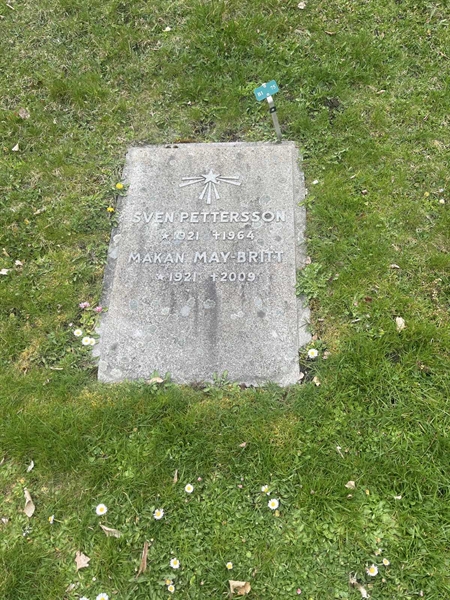 SVEN PETTERSSON
*1921 †1964
MAKAN MAY-BRITT
*1921 †2009